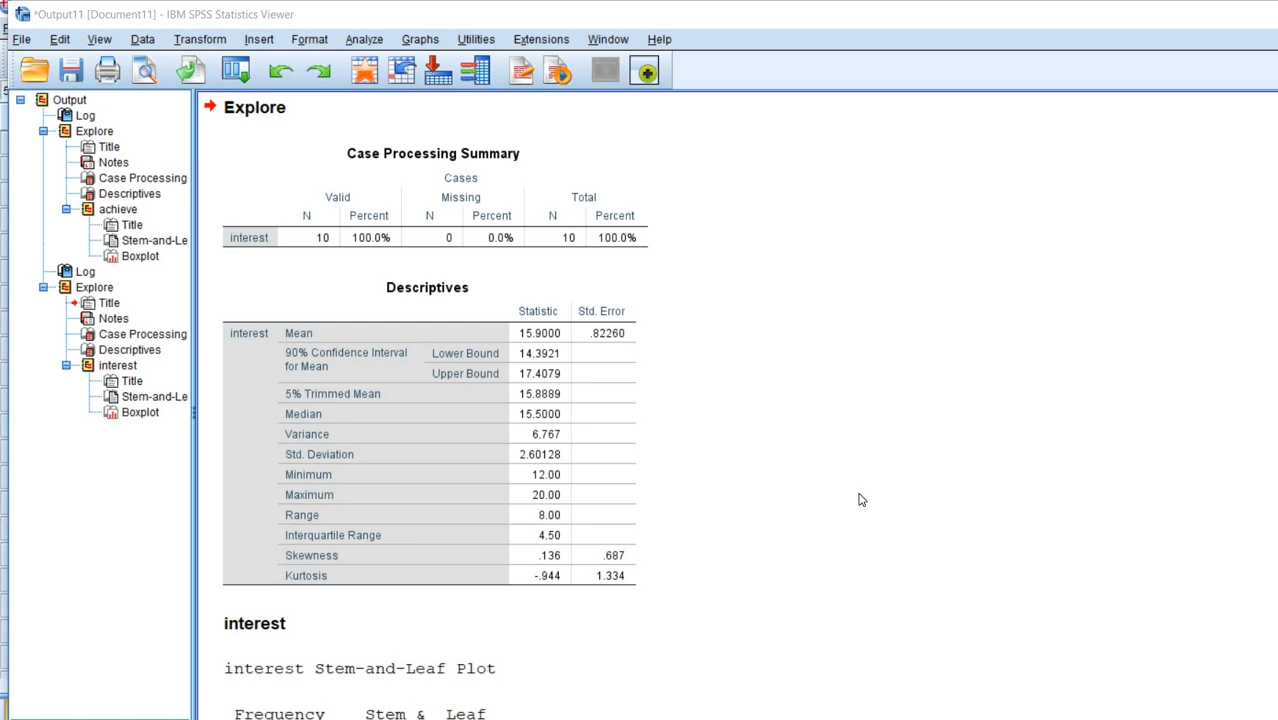 *Output11 [Document11] - IBM SPSS Statistics Viewer
File Edit View Data Transform Insert Format Analyze Graphs Utilities Extensions Window Help
Output
Log
Explore
Title
Notes
Case Processing
Descriptives
achieve
Title
Stem-and-Le
Boxplot
Log
Explore
Title
Notes
Case Processing
Descriptives
interest
Title
Stem-and-Le
Boxplot
Explore
Case Processing Summary
Cases
Valid Missing Total
N Percent N Percent N Percent
interest 10 100.0% 0 0.0% 10 100.0%
Descriptives
Statistic Std. Error
interest Mean 15.9000 .82260
90% Confidence Interval for Mean Lower Bound 14.3921
Upper Bound 17.4079
5% Trimmed Mean 15.8889
Median 15.5000
Variance 6.767
Std. Deviation 2.60128
Minimum 12.00
Maximum 20.00
Range 8.00
Interquartile Range 4.50
Skewness .136 .687
Kurtosis -.944 1.334
interest
interest Stem-and-Leaf Plot
Frequency Stem & Leaf